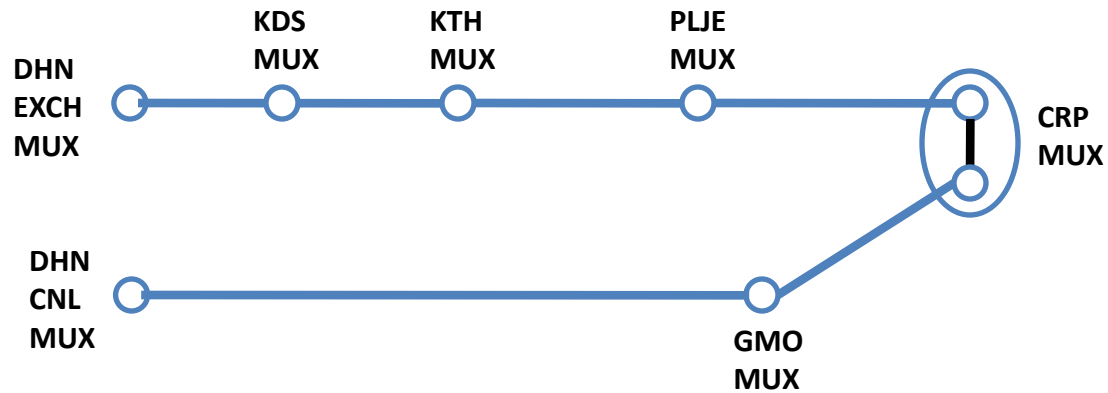 KDS
MUX
KTH
MUX
PLJE
MUX
DHN
EXCH
MUX
CRP
MUX
DHN
CNL
MUX
GMO
MUX